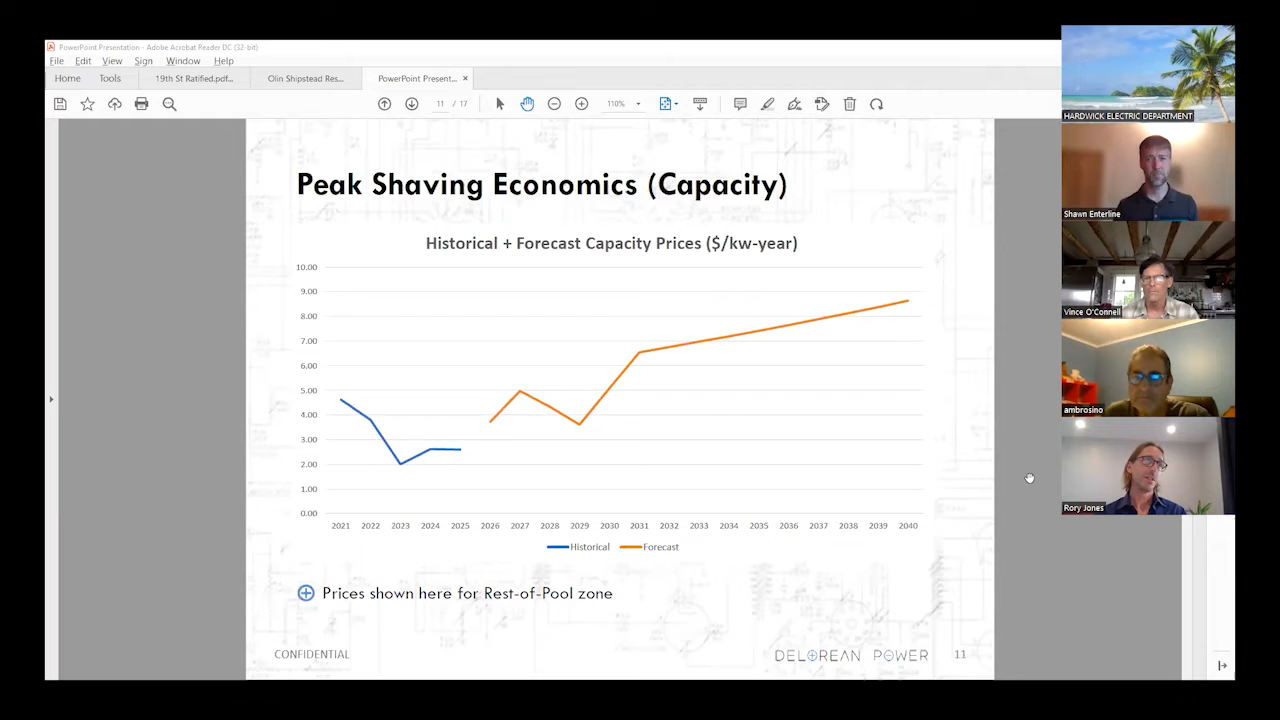 PowerPoint Presentation - Adobe Acrobat Reader DC (32-bit)
File Edit View Sign Window Help
Home Tools 19th St Ratified.pdf... Olin Shipstead Res... PowerPoint Present... ×
11 / 17 110%
Peak Shaving Economics (Capacity)
Historical + Forecast Capacity Prices ($/kw-year)
10.00
9.00
8.00
7.00
6.00
5.00
4.00
3.00
2.00
1.00
0.00
2021 2022 2023 2024 2025 2026 2027 2028 2029 2030 2031 2032 2033 2034 2035 2036 2037 2038 2039 2040
Historical Forecast
Prices shown here for Rest-of-Pool zone
CONFIDENTIAL DELOREAN POWER 11
HARDWICK ELECTRIC DEPARTMENT
Shawn Enterline
Vince O'Connell
ambrosino
Rory Jones